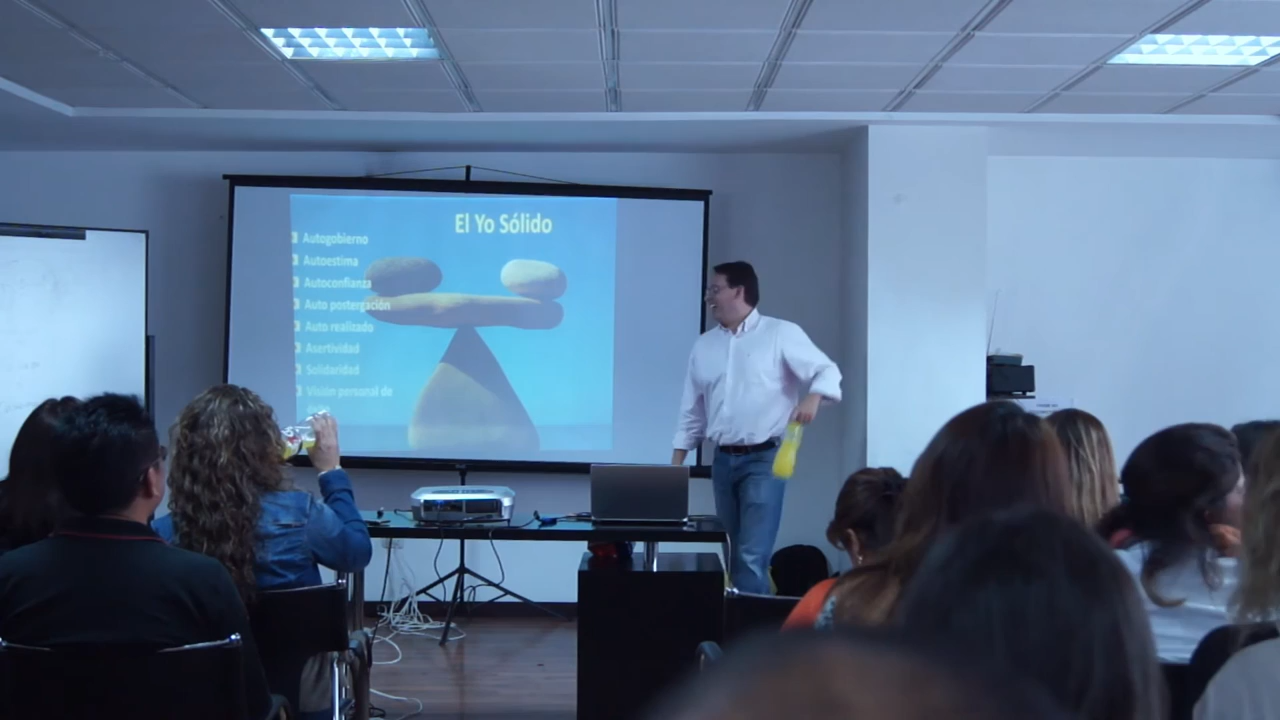 El Yo Sólido
Autogobierno
Autoestima
Autoconfianza
Auto postergación
Auto realizado
Asertividad
Solidaridad
Visión personal de